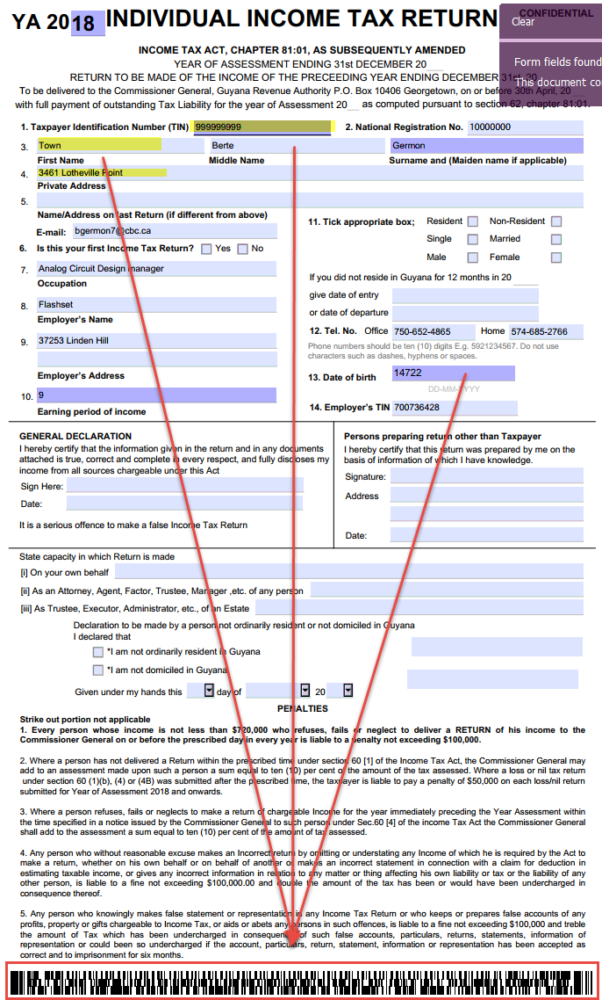 YA 2018 INDIVIDUAL INCOME TAX RETURN CONFIDENTIAL
Clear
INCOME TAX ACT, CHAPTER 81:01, AS SUBSEQUENTLY AMENDED
YEAR OF ASSESSMENT ENDING 31st DECEMBER 20__
Form fields found
RETURN TO BE MADE OF THE INCOME OF THE PRECEEDING YEAR ENDING DECEMBER 31st, 20
This document co
To be delivered to the Commissioner General, Guyana Revenue Authority P.O. Box 10406 Georgetown, on or before 30th April, 20__
with full payment of outstanding Tax Liability for the year of Assessment 20__ as computed pursuant to section 62, chapter 81:01.
1. Taxpayer Identification Number (TIN) 999999999 2. National Registration No. 10000000
3. Town Berte Germon
First Name Middle Name Surname and (Maiden name if applicable)
4. 3461 Lotheville Point
Private Address
5.
Name/Address on last Return (if different from above)
E-mail: bgermon7@cbc.ca
6. Is this your first Income Tax Return? Yes No
7. Analog Circuit Design manager
Occupation
8. Flashset
Employer's Name
9. 37253 Linden Hill
Employer's Address
10. 9
Earning period of income
11. Tick appropriate box; Resident Non-Resident
Single Married
Male Female
If you did not reside in Guyana for 12 months in 20 ____
give date of entry
or date of departure
12. Tel. No. Office 750-652-4865 Home 574-685-2766
Phone numbers should be ten (10) digits E.g. 5921234567. Do not use
characters such as dashes, hyphens or spaces.
13. Date of birth 14722
DD-MM-YYYY
14. Employer's TIN 700736428
GENERAL DECLARATION
I hereby certify that the information given in the return and in any documents
attached is true, correct and complete in every respect, and fully discloses my
income from all sources chargeable under this Act
Sign Here:
Date:
It is a serious offence to make a false Income Tax Return
Persons preparing return other than Taxpayer
I hereby certify that this return was prepared by me on the
basis of information of which I have knowledge.
Signature:
Address
Date:
State capacity in which Return is made
[i] On your own behalf
[ii] As an Attorney, Agent, Factor, Trustee, Manager ,etc. of any person
[iii] As Trustee, Executor, Administrator, etc., of an Estate
Declaration to be made by a person not ordinarily resident or not domiciled in Guyana
I declared that
*I am not ordinarily resident in Guyana
*I am not domiciled in Guyana
Given under my hands this day of 20
PENALTIES
Strike out portion not applicable
1. Every person whose income is not less than $720,000 who refuses, fails or neglect to deliver a RETURN of his income to the
Commissioner General on or before the prescribed day in every year is liable to a penalty not exceeding $100,000.
2. Where a person has not delivered a Return within the prescribed time under section 60 [1] of the Income Tax Act, the Commissioner General may
add to an assessment made upon such a person a sum equal to ten (10) per cent of the amount of the tax assessed. Where a loss or nil tax return
under section 60 (1)(b), (4) or (4B) was submitted after the prescribed time, the taxpayer is liable to pay a penalty of $50,000 on each loss/nil return
submitted for Year of Assessment 2018 and onwards.
3. Where a person refuses, fails or neglects to make a return of chargeable Income for the year immediately preceding the Year Assessment within
the time specified in a notice issued by the Commissioner General to such person under Sec.60 [4] of the income Tax Act the Commissioner General
shall add to the assessment a sum equal to ten (10) per cent of the amount of tax assessed.
4. Any person who without reasonable excuse makes an Incorrect return by omitting or understating any Income of which he is required by the Act to
make a return, whether on his own behalf or on behalf of another or makes an incorrect statement in connection with a claim for deduction in
estimating taxable income, or gives any incorrect information in relation to any matter or thing affecting his own liability or tax or the liability of any
other person, is liable to a fine not exceeding $100,000.00 and double the amount of the tax has been or would have been undercharged in
consequence thereof.
5. Any person who knowingly makes false statement or representation in any Income Tax Return or who keeps or prepares false accounts of any
profits, property or gifts chargeable to Income Tax, or aids or abets any persons in such offences, is liable to a fine not exceeding $100,000 and treble
the amount of Tax which has been undercharged in consequence of such false accounts, particulars, returns, statements, information of
representation or could be so undercharged if the account, particulars, return, statement, information or representation has been accepted as
correct and to imprisonment for six months.